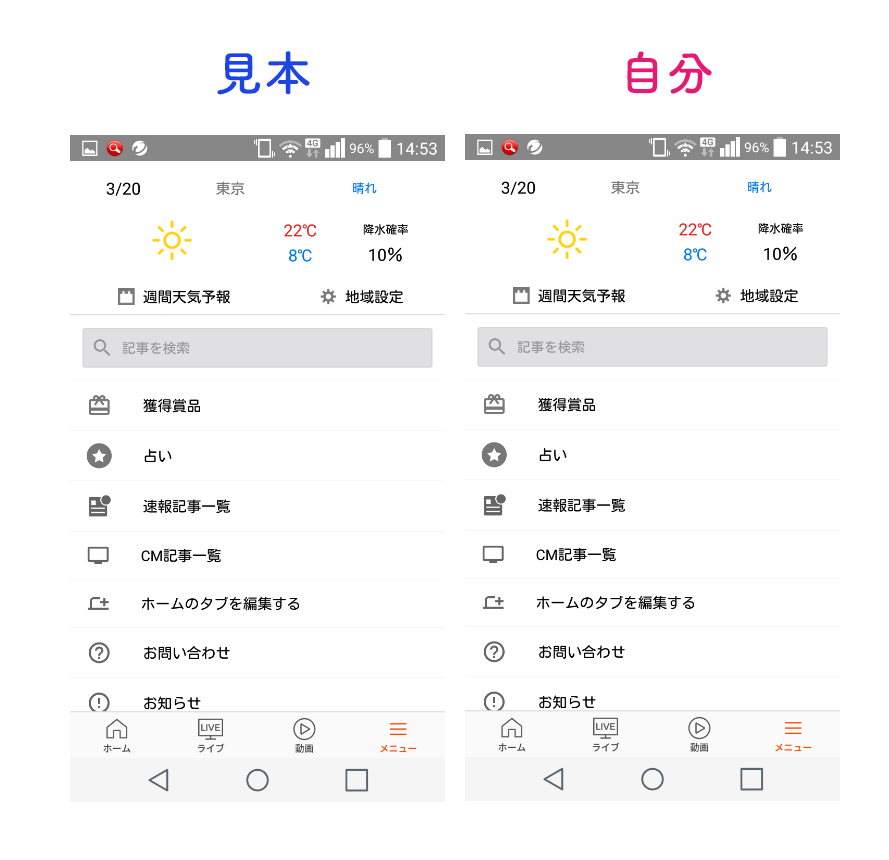 見本
自分
4G 96% 14:53
3/20 東京 晴れ
22℃ 降水確率
8℃ 10%
週間天気予報 地域設定
記事を検索
獲得賞品
占い
速報記事一覧
CM記事一覧
ホームのタブを編集する
お問い合わせ
お知らせ
LIVE
ホーム ライブ 動画 メニュー
4G 96% 14:53
3/20 東京 晴れ
22℃ 降水確率
8℃ 10%
週間天気予報 地域設定
記事を検索
獲得賞品
占い
速報記事一覧
CM記事一覧
ホームのタブを編集する
お問い合わせ
お知らせ
LIVE
ホーム ライブ 動画 メニュー